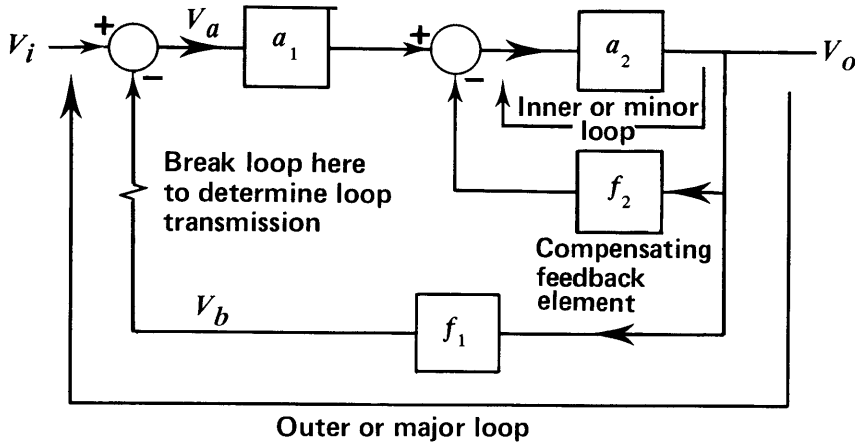 V_i
+
−
V_a
a_1
+
−
a_2
V_o
Inner or minor
loop
Break loop here
to determine loop
transmission
f_2
Compensating
feedback
element
V_b
f_1
Outer or major loop